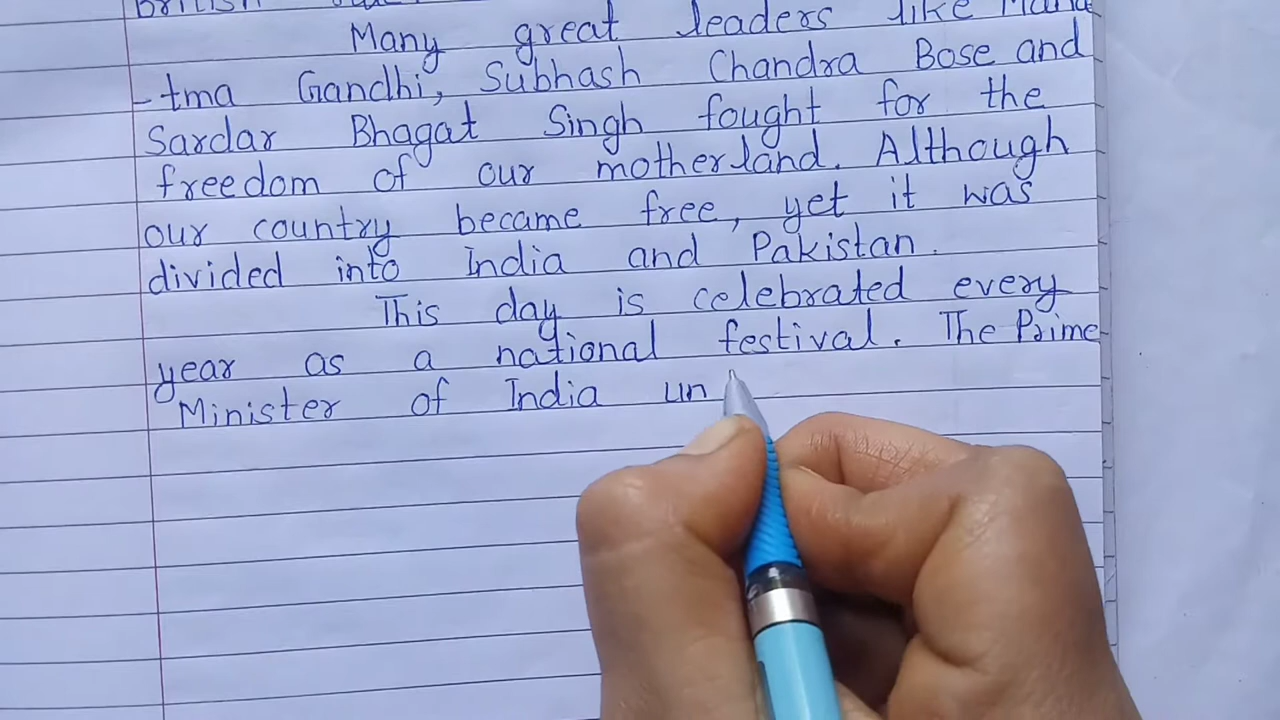 British
Many great leaders like Maha
-tma Gandhi, Subhash Chandra Bose and
Sardar Bhagat Singh fought for the
freedom of our motherland. Although
our country became free, yet it was
divided into India and Pakistan.
This day is celebrated every
year as a national festival. The Prime
Minister of India un